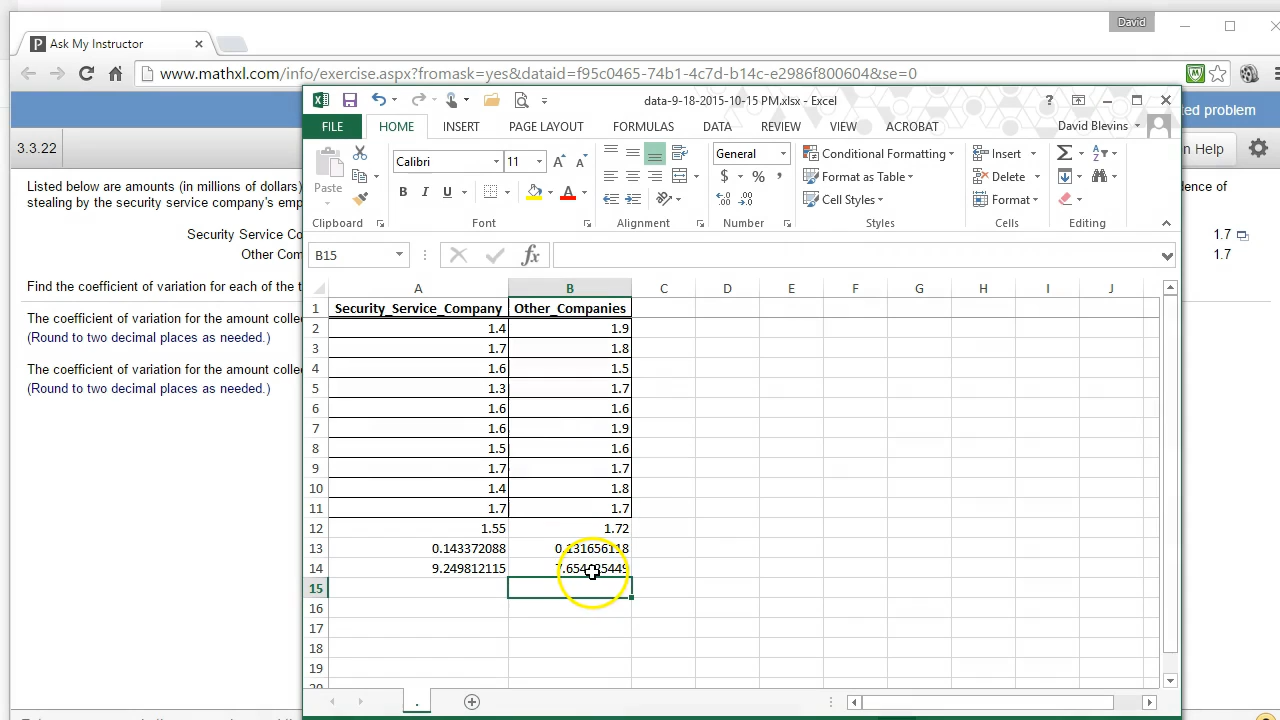 David
Ask My Instructor
www.mathxl.com/info/exercise.aspx?fromask=yes&dataid=f95c0465-74b1-4c7d-b14c-e2986f800604&se=0
data-9-18-2015-10-15 PM.xlsx - Excel
problem
FILE HOME INSERT PAGE LAYOUT FORMULAS DATA REVIEW VIEW ACROBAT David Blevins
3.3.22
Help
Paste
Calibri 11 General Conditional Formatting Insert
B I U $ % Format as Table Delete
Cell Styles Format
Clipboard Font Alignment Number Styles Cells Editing
Listed below are amounts (in millions of dollars)
stealing by the security service company's
Security Service
1.7
Other
1.7
Find the coefficient of variation for each of the
The coefficient of variation for the amount
(Round to two decimal places as needed.)
The coefficient of variation for the amount
(Round to two decimal places as needed.)
B15 fx
A B C D E F G H I J
1 Security_Service_Company Other_Companies
2 1.4 1.9
3 1.7 1.8
4 1.6 1.5
5 1.3 1.7
6 1.6 1.6
7 1.6 1.9
8 1.5 1.6
9 1.7 1.7
10 1.4 1.8
11 1.7 1.7
12 1.55 1.72
13 0.143372088 0.131656118
14 9.249812115
15
16
17
18
19
.